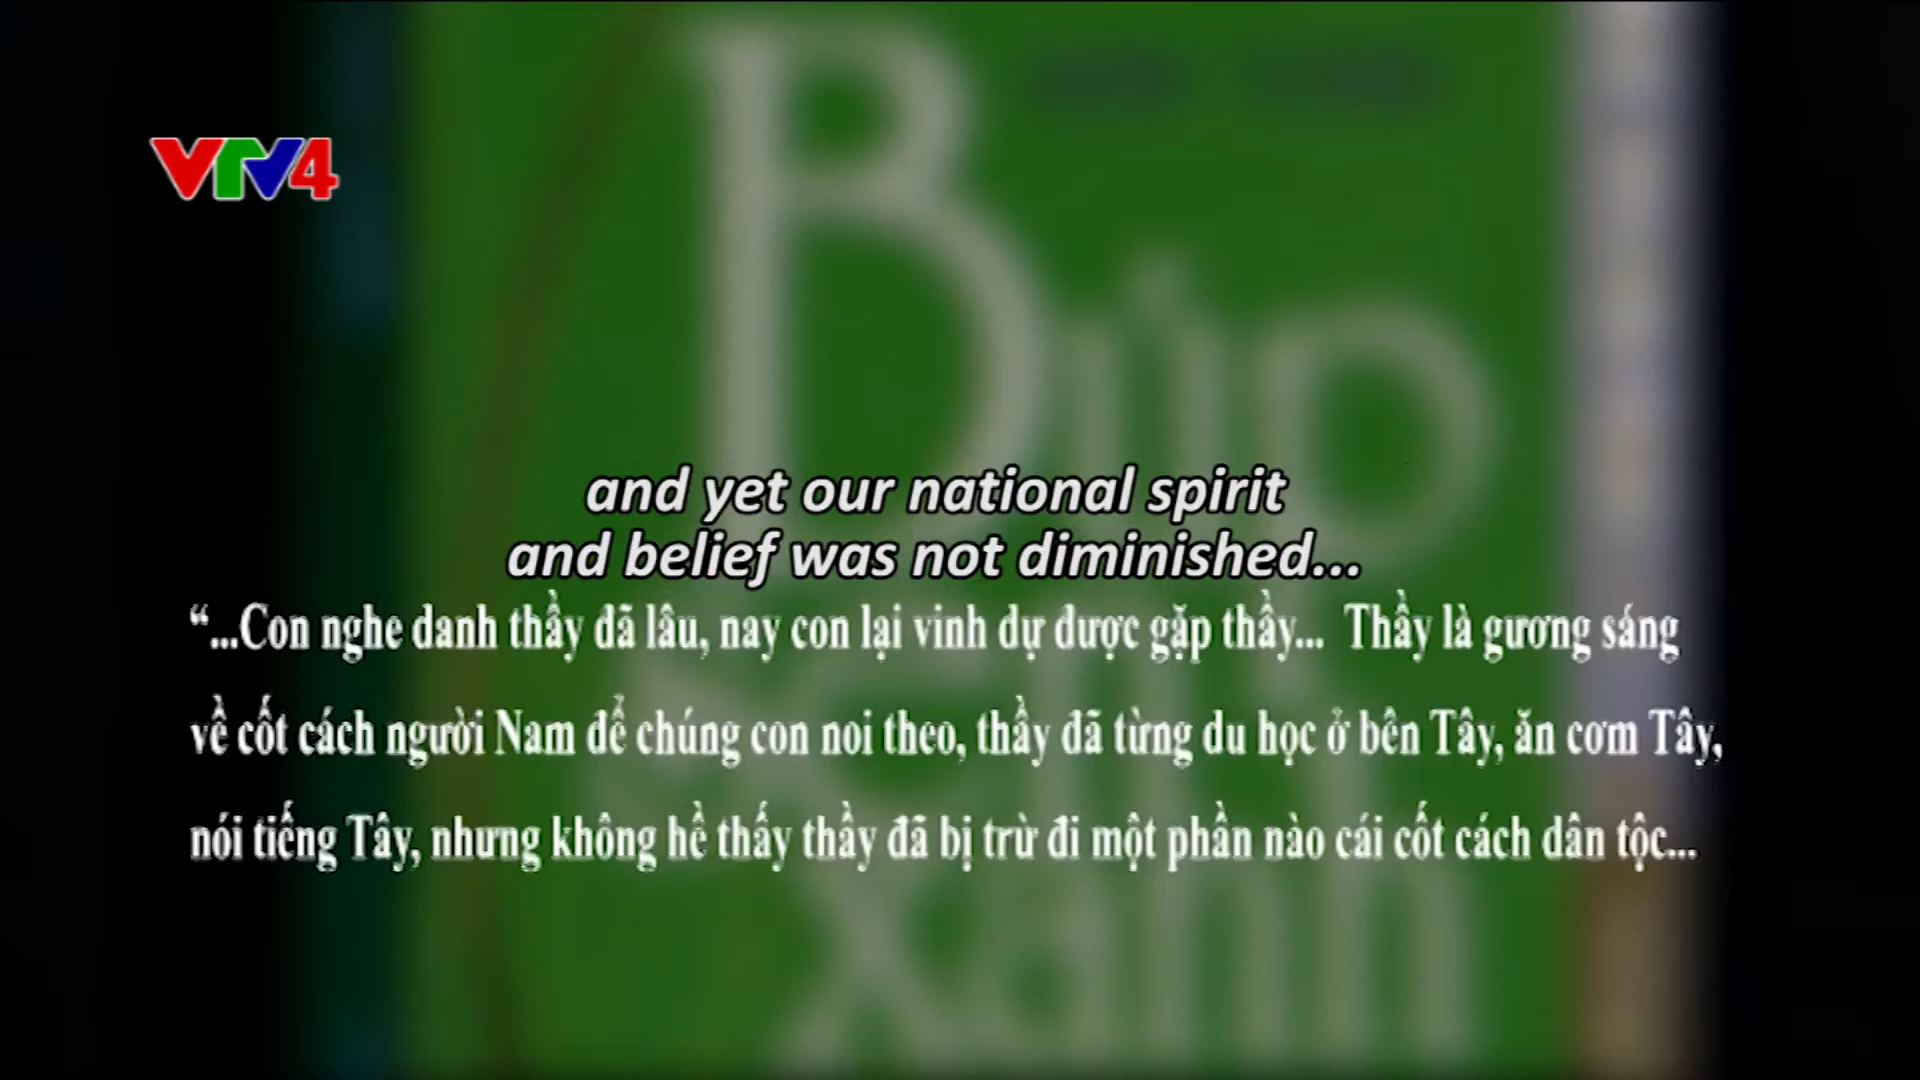 VTV4
Búp
sen
xanh
and yet our national spirit
and belief was not diminished...
“...Con nghe danh thầy đã lâu, nay con lại vinh dự được gặp thầy... Thầy là gương sáng
về cốt cách người Nam để chúng con noi theo, thầy đã từng du học ở bên Tây, ăn cơm Tây,
nói tiếng Tây, nhưng không hề thấy thầy đã bị trừ đi một phần nào cái cốt cách dân tộc...